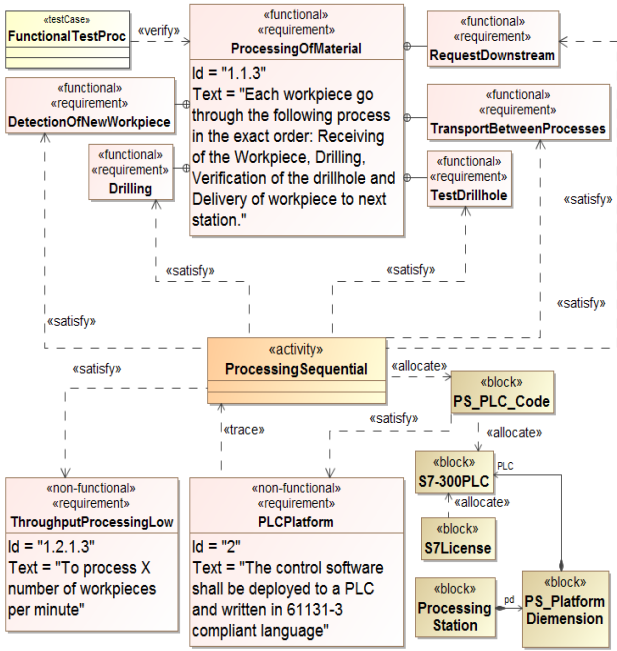 «testCase»
FunctionalTestProc
«verify»
«functional»
«requirement»
ProcessingOfMaterial
Id = "1.1.3"
Text = "Each workpiece go
through the following process
in the exact order: Receiving
of the Workpiece, Drilling,
Verification of the drillhole and
Delivery of workpiece to next
station."
«functional»
«requirement»
RequestDownstream
«functional»
«requirement»
DetectionOfNewWorkpiece
«functional»
«requirement»
TransportBetweenProcesses
«functional»
«requirement»
Drilling
«functional»
«requirement»
TestDrillhole
«satisfy»
«satisfy»
«satisfy»
«satisfy»
«satisfy»
«activity»
ProcessingSequential
«satisfy»
«allocate»
«block»
PS_PLC_Code
«trace»
«satisfy»
«allocate»
«non-functional»
«requirement»
ThroughputProcessingLow
Id = "1.2.1.3"
Text = "To process X
number of workpieces
per minute"
«non-functional»
«requirement»
PLCPlatform
Id = "2"
Text = "The control software
shall be deployed to a PLC
and written in 61131-3
compliant language"
«block»
S7-300PLC
PLC
«allocate»
«block»
S7License
«block»
Processing
Station
pd
«block»
PS_Platform
Diemension